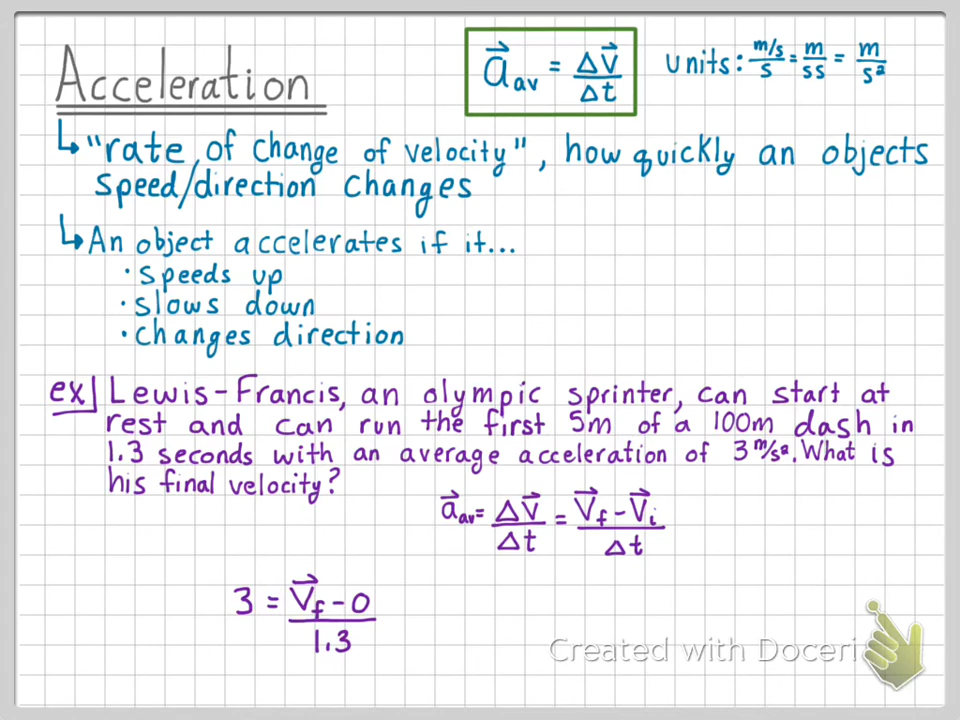 Acceleration
a⃗av = ΔV⃗/Δt
units: m/s/s = m/ss = m/s²
↳ "rate of change of velocity", how quickly an objects
speed/direction changes
↳ An object accelerates if it...
• speeds up
• slows down
• changes direction
ex| Lewis-Francis, an olympic sprinter, can start at
rest and can run the first 5m of a 100m dash in
1.3 seconds with an average acceleration of 3 m/s². What is
his final velocity?
a⃗av = ΔV⃗/Δt = V⃗f - V⃗i/Δt
3 = V⃗f - 0/1.3
Created with Doceri